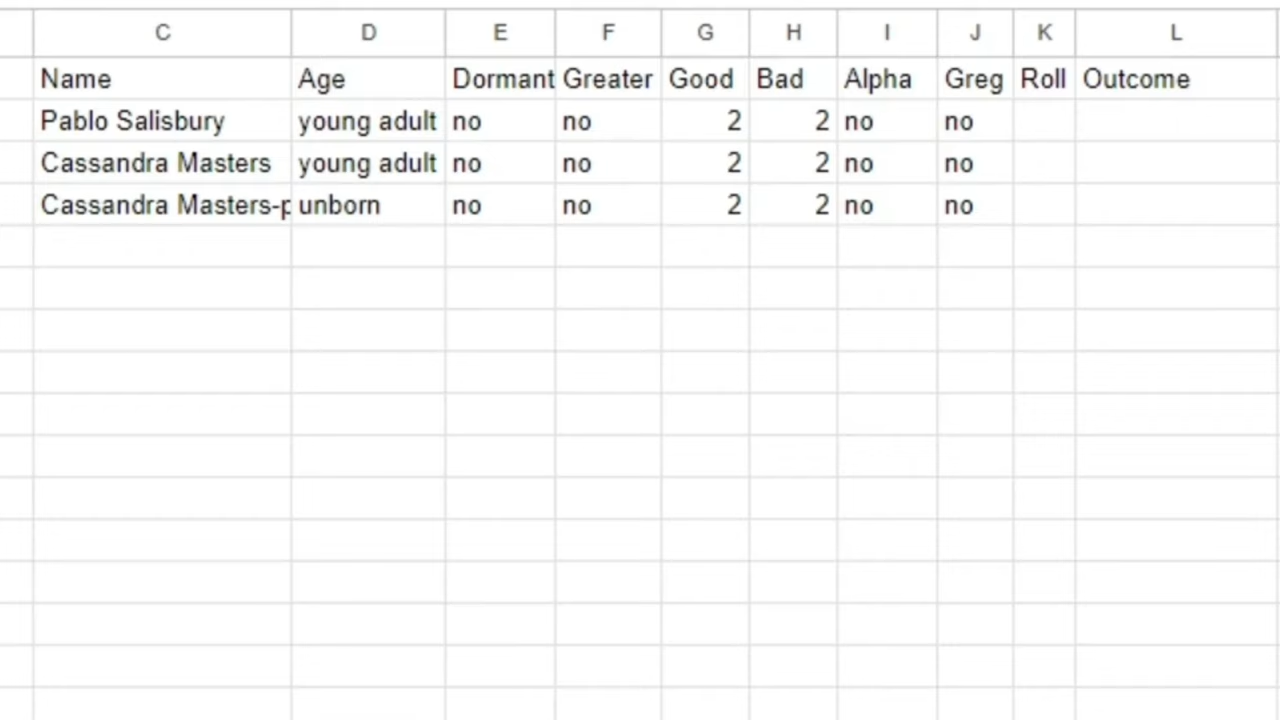 C D E F G H I J K L
Name Age Dormant Greater Good Bad Alpha Greg Roll Outcome
Pablo Salisbury young adult no no 2 2 no no
Cassandra Masters young adult no no 2 2 no no
Cassandra Masters-p unborn no no 2 2 no no